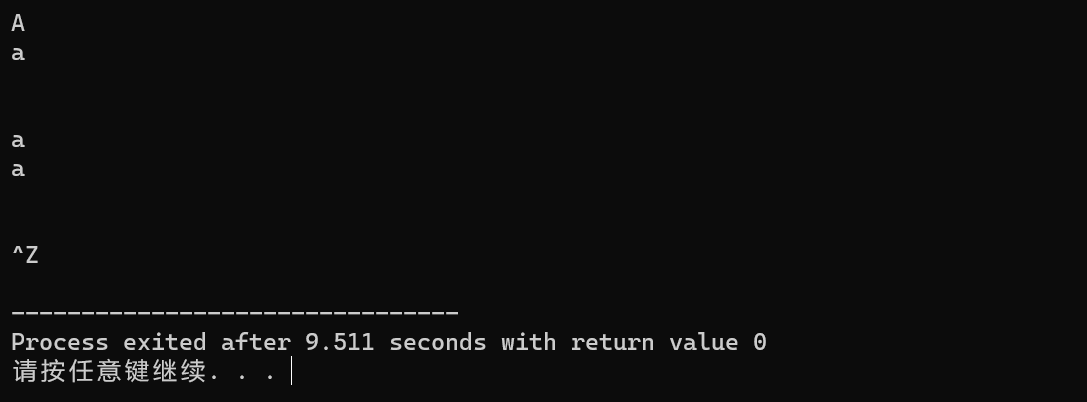 A
a
a
a
^Z
--------------------------------
Process exited after 9.511 seconds with return value 0
请按任意键继续. . .